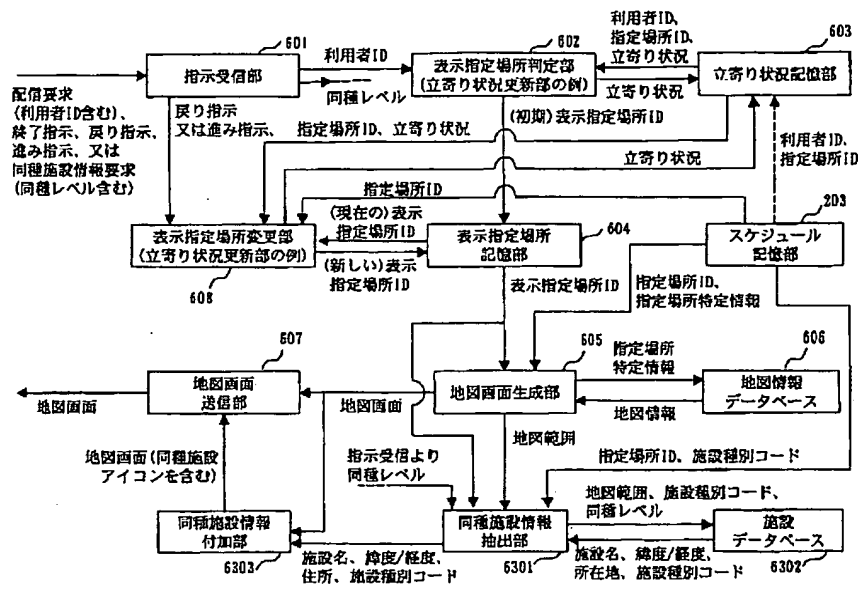 601
指示受信部
利用者ID
同種レベル
602
表示指定場所判定部
(立寄り状況更新部の例)
利用者ID、
指定場所ID、
立寄り状況
立寄り状況
603
立寄り状況記憶部
配信要求
(利用者ID含む)、
終了指示、戻り指示、
進み指示、又は
同種施設情報要求
(同種レベル含む)
戻り指示
又は進み指示、
指定場所ID、立寄り状況
(初期)表示指定場所ID
立寄り状況
利用者ID、
指定場所ID
指定場所ID
203
スケジュール
記憶部
表示指定場所変更部
(立寄り状況更新部の例)
608
(現在の)表示
指定場所ID
(新しい)表示
指定場所ID
表示指定場所
記憶部
604
表示指定場所ID
指定場所ID、
指定場所特定情報
607
地図画面
送信部
地図画面
地図画面
605
地図画面生成部
指定場所
特定情報
地図情報
606
地図情報
データベース
地図範囲
指定場所ID、施設種別コード
地図画面(同種施設
アイコンを含む)
指示受信より
同種レベル
地図範囲、施設種別コード、
同種レベル
同種施設情報
付加部
6303
施設名、緯度/経度、
住所、施設種別コード
同種施設情報
抽出部
6301
施設名、緯度/経度、
所在地、施設種別コード
施設
データベース
6302